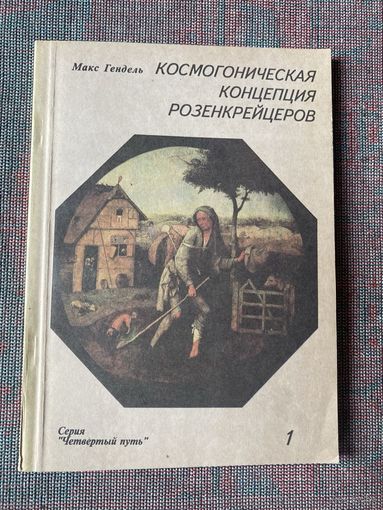 Макс Гендель
КОСМОГОНИЧЕСКАЯ
КОНЦЕПЦИЯ
РОЗЕНКРЕЙЦЕРОВ
Серия
"Четвертый путь"
1